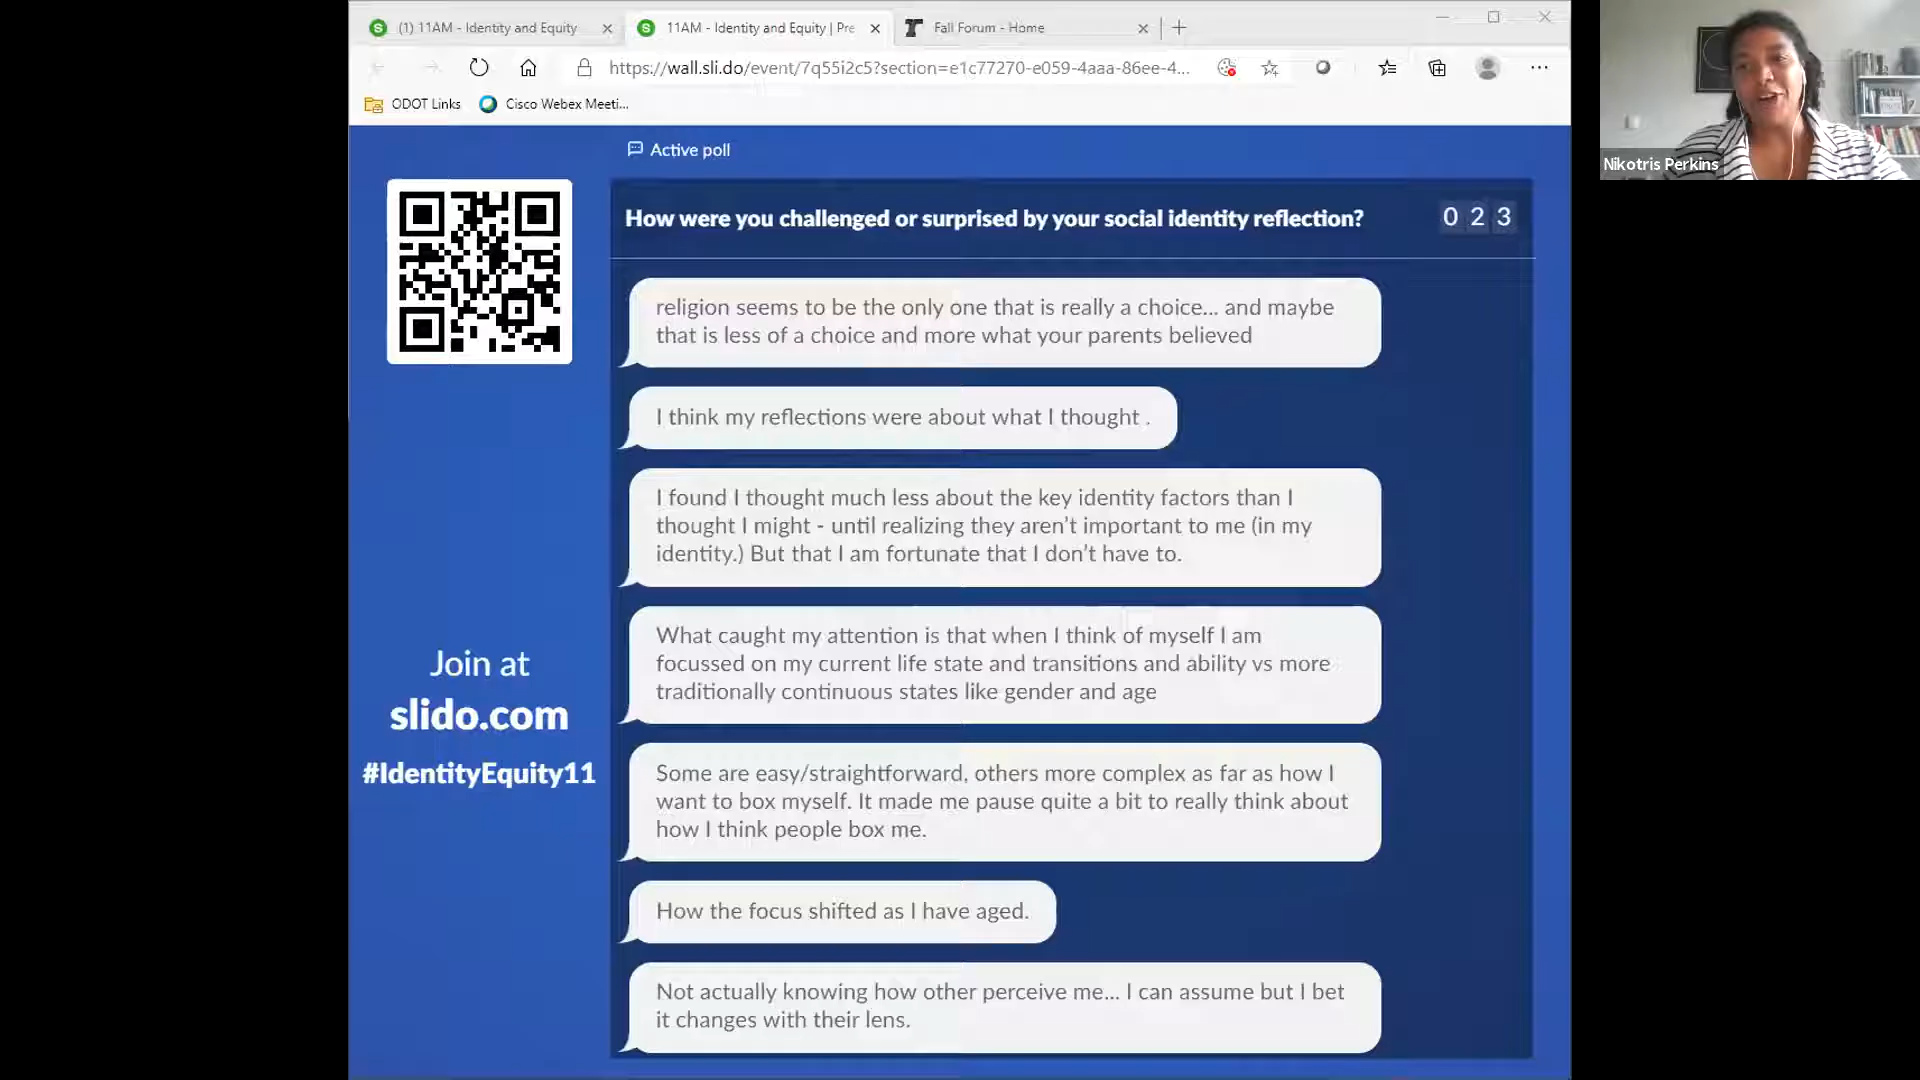 (1) 11AM - Identity and Equity
11AM - Identity and Equity | Pre
Fall Forum - Home
https://wall.sli.do/event/7q55i2c5?section=e1c77270-e059-4aaa-86ee-4...
ODOT Links
Cisco Webex Meeti...
Active poll
How were you challenged or surprised by your social identity reflection?
0 2 3
religion seems to be the only one that is really a choice... and maybe
that is less of a choice and more what your parents believed
I think my reflections were about what I thought .
I found I thought much less about the key identity factors than I
thought I might - until realizing they aren't important to me (in my
identity.) But that I am fortunate that I don't have to.
What caught my attention is that when I think of myself I am
focussed on my current life state and transitions and ability vs more
traditionally continuous states like gender and age
Some are easy/straightforward, others more complex as far as how I
want to box myself. It made me pause quite a bit to really think about
how I think people box me.
How the focus shifted as I have aged.
Not actually knowing how other perceive me... I can assume but I bet
it changes with their lens.
Join at
slido.com
#IdentityEquity11
Nikotris Perkins